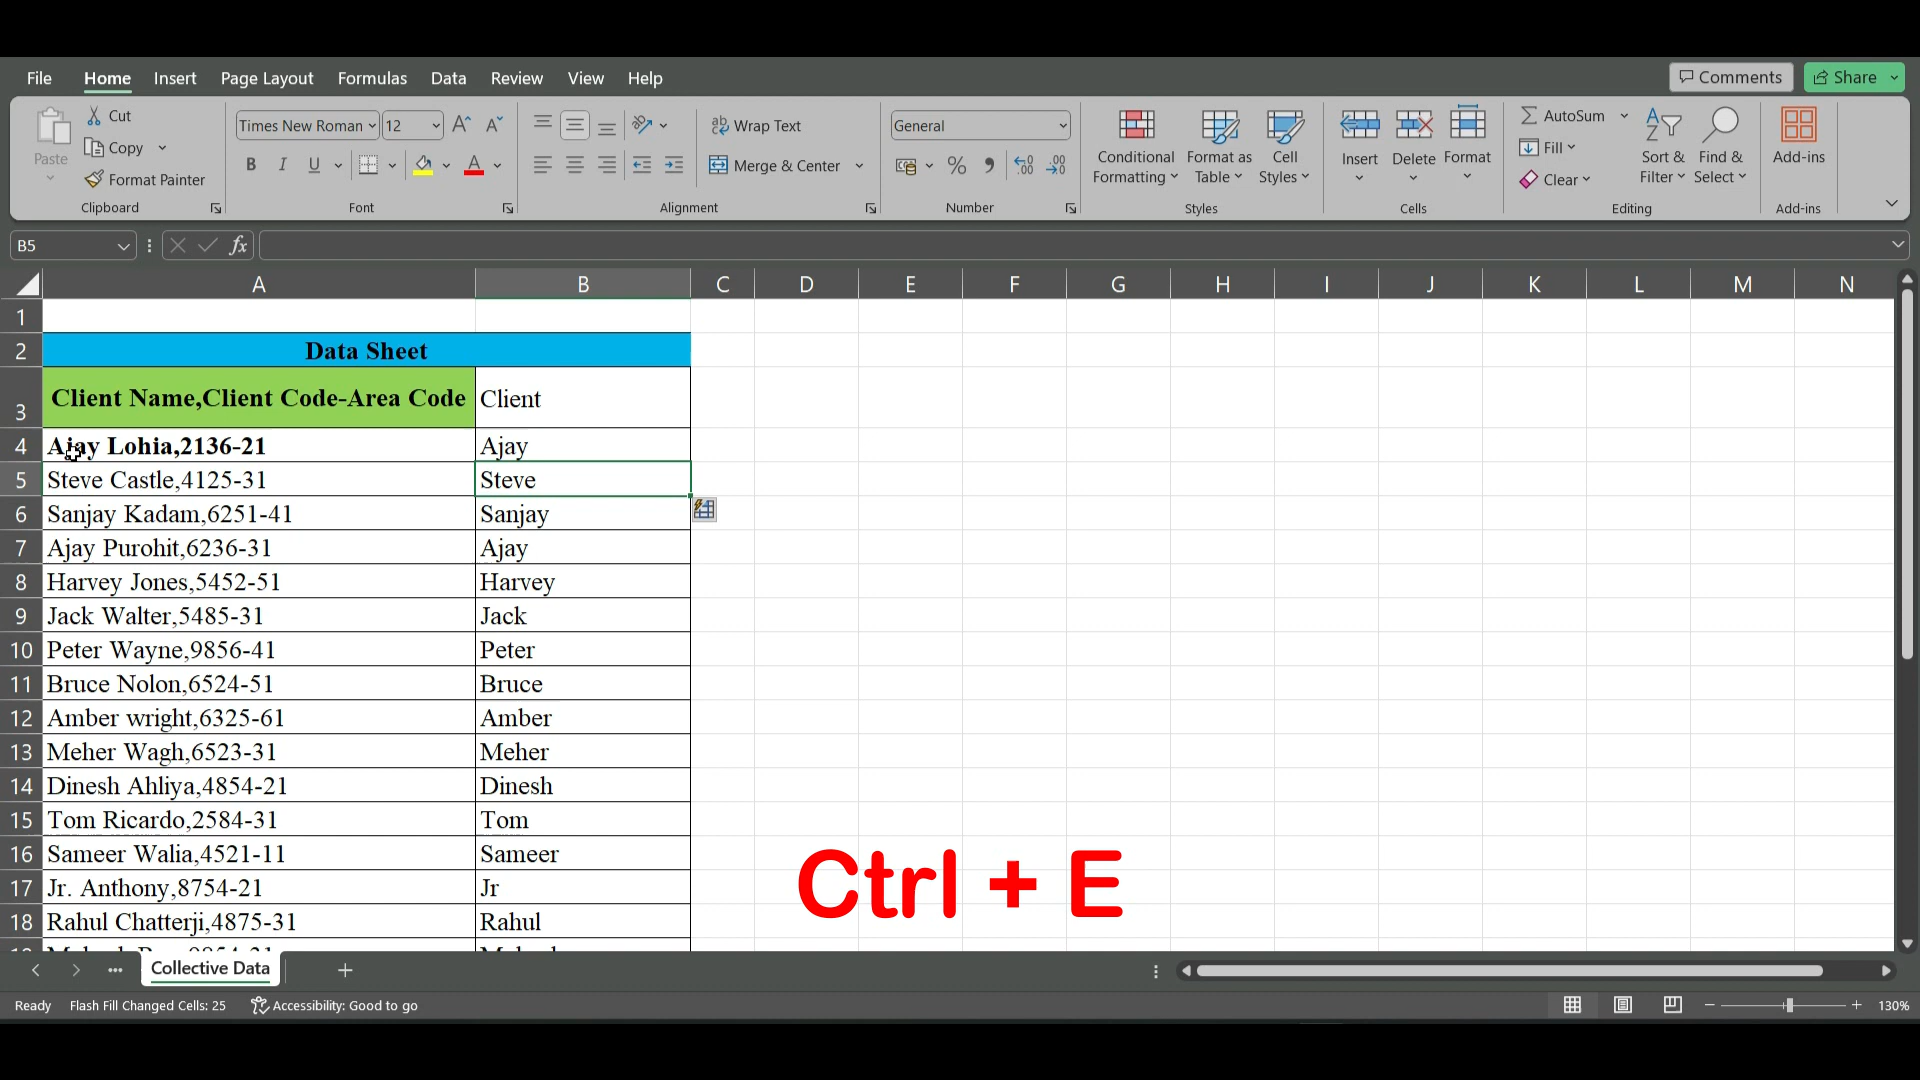 File Home Insert Page Layout Formulas Data Review View Help Comments Share
Paste Cut Copy Format Painter Clipboard
Times New Roman 12 B I U A Font
Wrap Text Merge & Center Alignment
General % Number
Conditional Formatting Format as Table Cell Styles Styles
Insert Delete Format Cells
AutoSum Fill Clear Sort & Filter Find & Select Editing
Add-ins Add-ins
B5 fx
A B C D E F G H I J K L M N
1
2 Data Sheet
3 Client Name,Client Code-Area Code Client
4 Ajay Lohia,2136-21 Ajay
5 Steve Castle,4125-31 Steve
6 Sanjay Kadam,6251-41 Sanjay
7 Ajay Purohit,6236-31 Ajay
8 Harvey Jones,5452-51 Harvey
9 Jack Walter,5485-31 Jack
10 Peter Wayne,9856-41 Peter
11 Bruce Nolon,6524-51 Bruce
12 Amber wright,6325-61 Amber
13 Meher Wagh,6523-31 Meher
14 Dinesh Ahliya,4854-21 Dinesh
15 Tom Ricardo,2584-31 Tom
16 Sameer Walia,4521-11 Sameer
17 Jr. Anthony,8754-21 Jr
18 Rahul Chatterji,4875-31 Rahul
Ctrl + E
Collective Data
Ready Flash Fill Changed Cells: 25 Accessibility: Good to go 130%